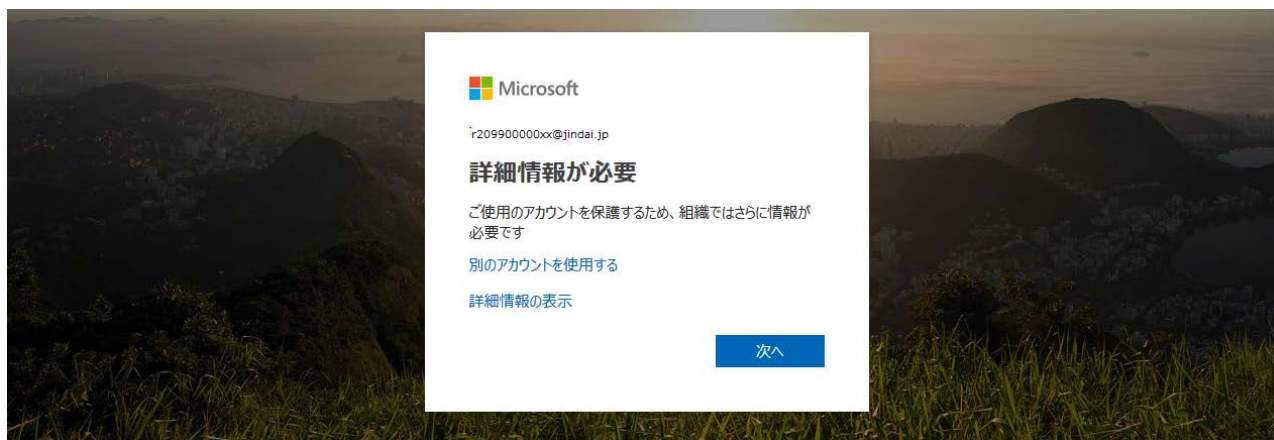 Microsoft
r209900000xx@jindai.jp
詳細情報が必要
ご使用のアカウントを保護するため、組織ではさらに情報が
必要です
別のアカウントを使用する
詳細情報の表示
次へ